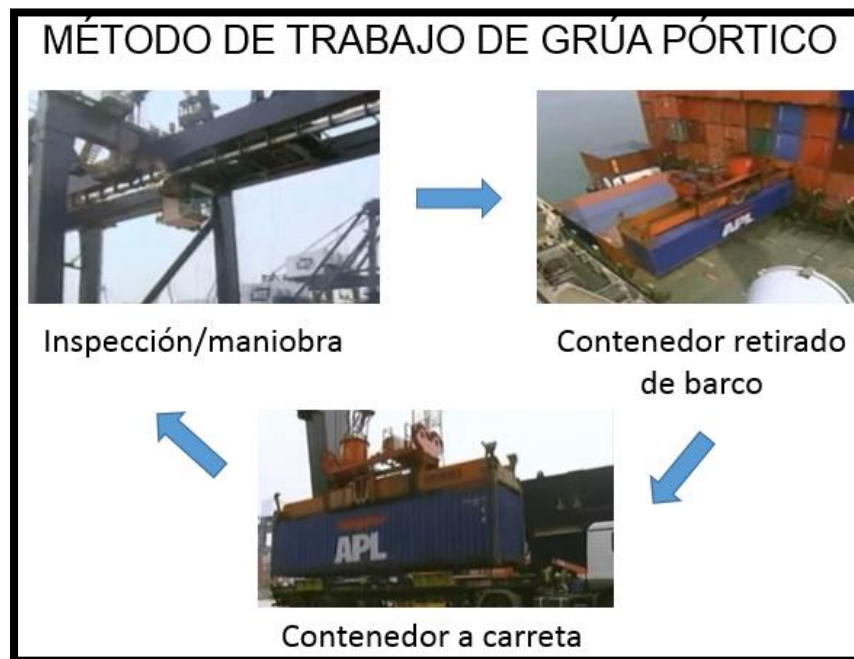 MÉTODO DE TRABAJO DE GRÚA PÓRTICO
APL
Inspección/maniobra
Contenedor retirado
de barco
APL
Contenedor a carreta